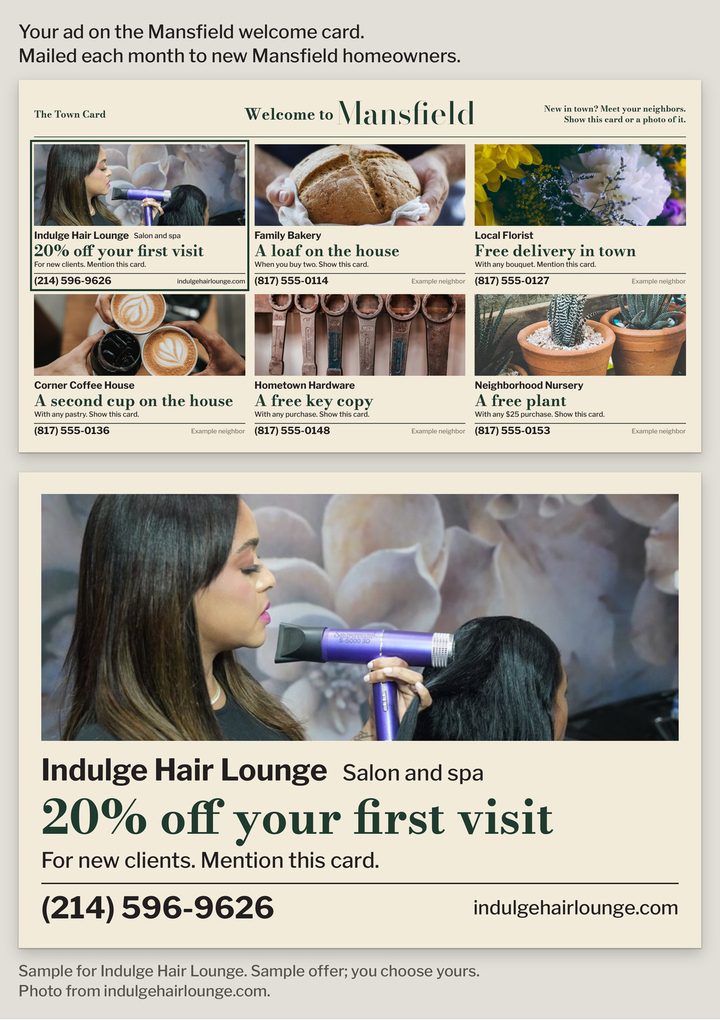 Your ad on the Mansfield welcome card.
Mailed each month to new Mansfield homeowners.
The Town Card
Welcome to Mansfield
New in town? Meet your neighbors.
Show this card or a photo of it.
Indulge Hair Lounge Salon and spa
20% off your first visit
For new clients. Mention this card.
(214) 596-9626 indulgehairlounge.com
Family Bakery
A loaf on the house
When you buy two. Show this card.
(817) 555-0114 Example neighbor
Local Florist
Free delivery in town
With any bouquet. Mention this card.
(817) 555-0127 Example neighbor
Corner Coffee House
A second cup on the house
With any pastry. Show this card.
(817) 555-0136 Example neighbor
Hometown Hardware
A free key copy
With any purchase. Show this card.
(817) 555-0148 Example neighbor
Neighborhood Nursery
A free plant
With any $25 purchase. Show this card.
(817) 555-0153 Example neighbor
Indulge Hair Lounge Salon and spa
20% off your first visit
For new clients. Mention this card.
(214) 596-9626 indulgehairlounge.com
Sample for Indulge Hair Lounge. Sample offer; you choose yours.
Photo from indulgehairlounge.com.